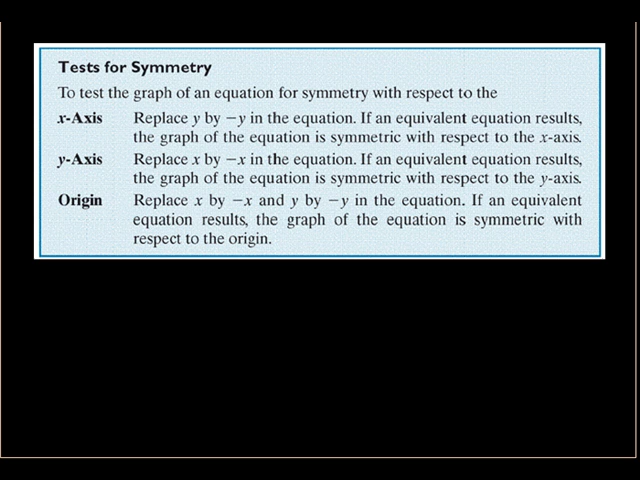 Tests for Symmetry
To test the graph of an equation for symmetry with respect to the
x-Axis Replace y by −y in the equation. If an equivalent equation results,
the graph of the equation is symmetric with respect to the x-axis.
y-Axis Replace x by −x in the equation. If an equivalent equation results,
the graph of the equation is symmetric with respect to the y-axis.
Origin Replace x by −x and y by −y in the equation. If an equivalent
equation results, the graph of the equation is symmetric with
respect to the origin.